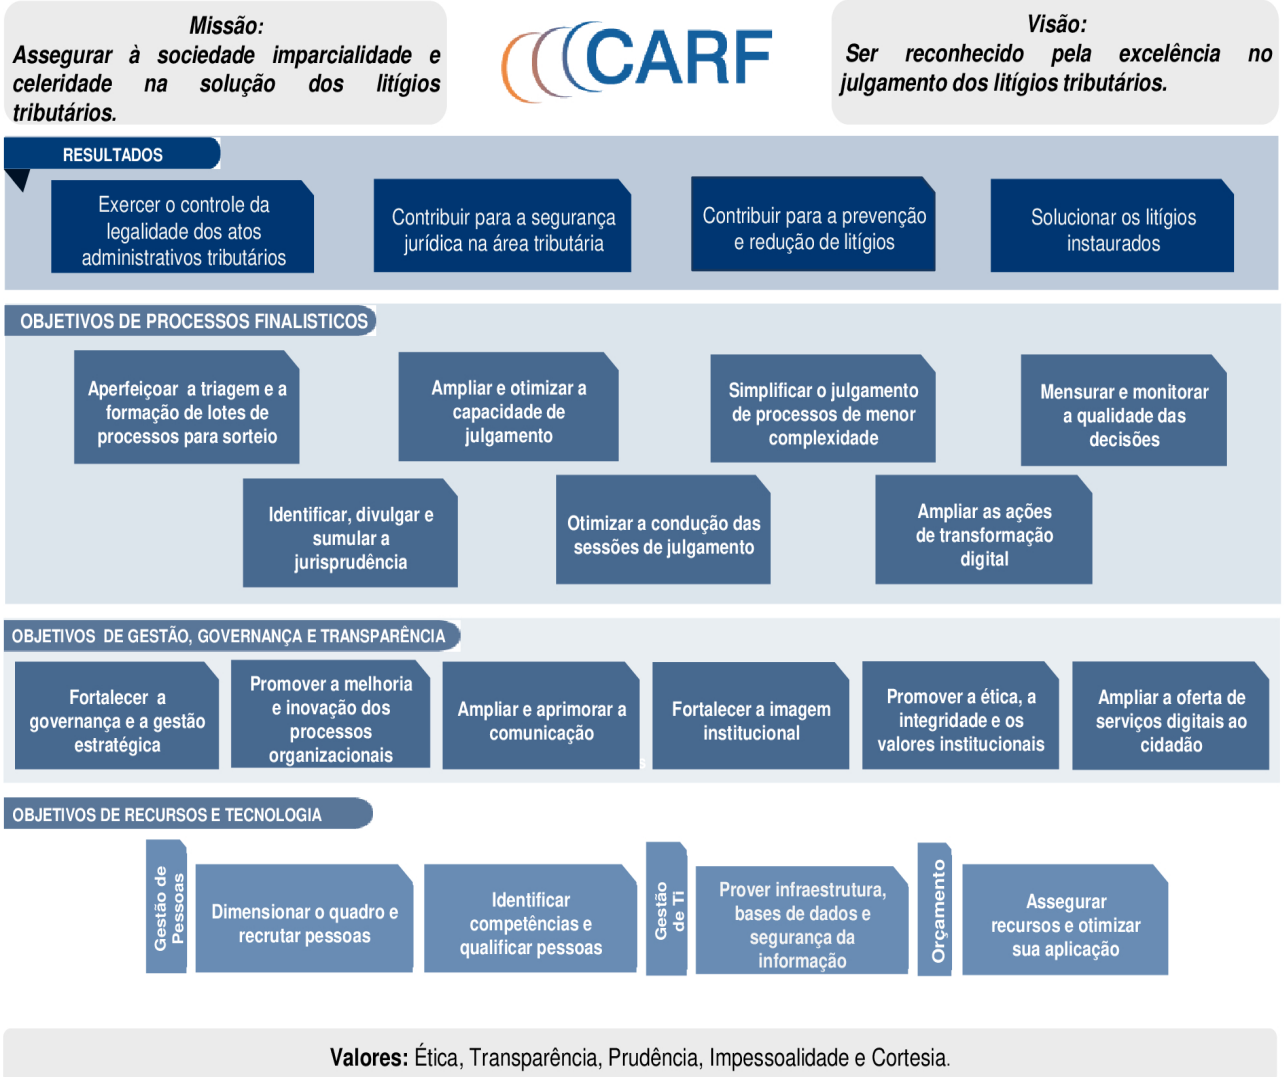 Missão:
Assegurar à sociedade imparcialidade e
celeridade na solução dos litígios
tributários.
CARF
Visão:
Ser reconhecido pela excelência no
julgamento dos litígios tributários.
RESULTADOS
Exercer o controle da
legalidade dos atos
administrativos tributários
Contribuir para a segurança
jurídica na área tributária
Contribuir para a prevenção
e redução de litígios
Solucionar os litígios
instaurados
OBJETIVOS DE PROCESSOS FINALISTICOS
Aperfeiçoar a triagem e a
formação de lotes de
processos para sorteio
Ampliar e otimizar a
capacidade de
julgamento
Simplificar o julgamento
de processos de menor
complexidade
Mensurar e monitorar
a qualidade das
decisões
Identificar, divulgar e
sumular a
jurisprudência
Otimizar a condução das
sessões de julgamento
Ampliar as ações
de transformação
digital
OBJETIVOS DE GESTÃO, GOVERNANÇA E TRANSPARÊNCIA
Fortalecer a
governança e a gestão
estratégica
Promover a melhoria
e inovação dos
processos
organizacionais
Ampliar e aprimorar a
comunicação
s
Fortalecer a imagem
institucional
Promover a ética, a
integridade e os
valores institucionais
Ampliar a oferta de
serviços digitais ao
cidadão
OBJETIVOS DE RECURSOS E TECNOLOGIA
Gestão de
Pessoas
Dimensionar o quadro e
recrutar pessoas
Identificar
competências e
qualificar pessoas
Gestão
de Ti
Prover infraestrutura,
bases de dados e
segurança da
informação
Orçamento
Assegurar
recursos e otimizar
sua aplicação
Valores: Ética, Transparência, Prudência, Impessoalidade e Cortesia.